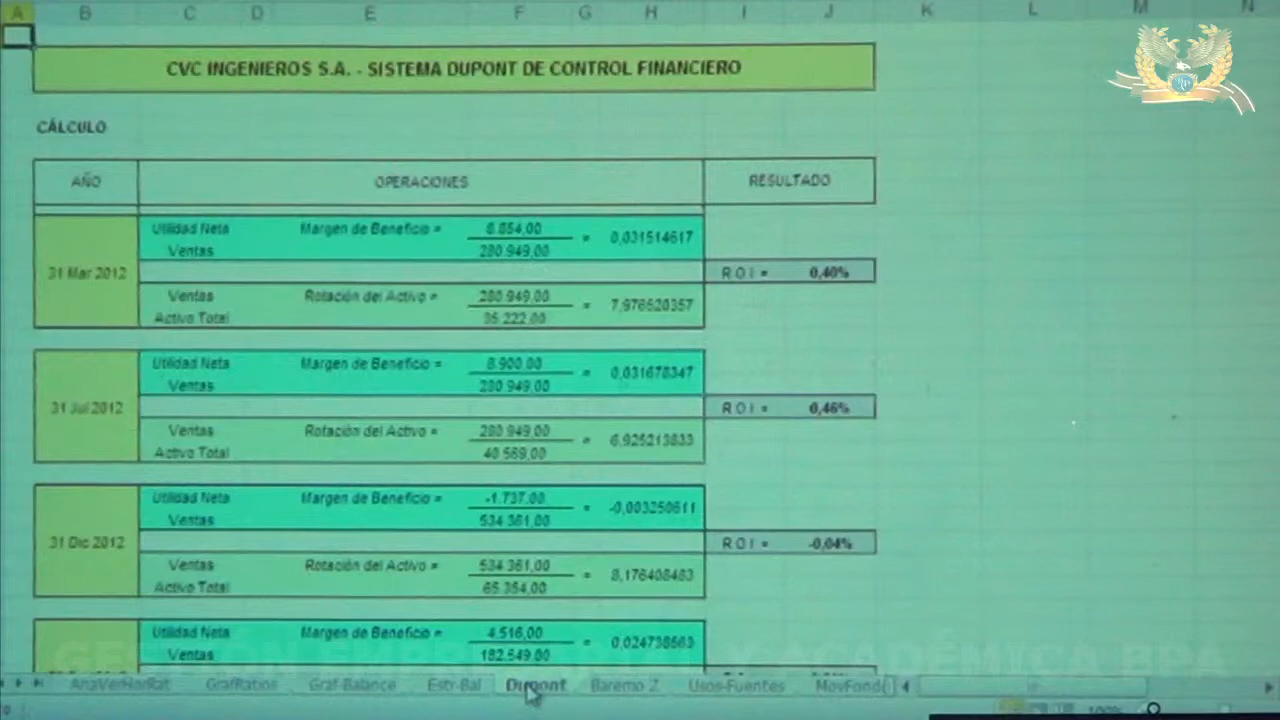 A B C D E F G H I J K L M N
CVC INGENIEROS S.A. - SISTEMA DUPONT DE CONTROL FINANCIERO
CÁLCULO
AÑO OPERACIONES RESULTADO
31 Mar 2012
Utilidad Neta Margen de Beneficio = 8.854,00 = 0,031514617
Ventas 280.949,00
R O I = 0,40%
Ventas Rotación del Activo = 280.949,00 = 7,976520357
Activo Total 35.222,00
31 Jul 2012
Utilidad Neta Margen de Beneficio = 8.900,00 = 0,031678347
Ventas 280.949,00
R O I = 0,46%
Ventas Rotación del Activo = 280.949,00 = 6,925213833
Activo Total 40.569,00
31 Dic 2012
Utilidad Neta Margen de Beneficio = -1.737,00 = -0,003250611
Ventas 534.361,00
R O I = -0,04%
Ventas Rotación del Activo = 534.361,00 = 8,176408483
Activo Total 65.354,00
Utilidad Neta Margen de Beneficio = 4.516,00 = 0,024738563
Ventas 182.549,00
GESTIÓN EMPRESARIAL Y ACADÉMICA
AnaVerHorRat GrafRatios Graf-Balance Estr-Bal Dupont Baremo Z Usos-Fuentes MovFond
100%